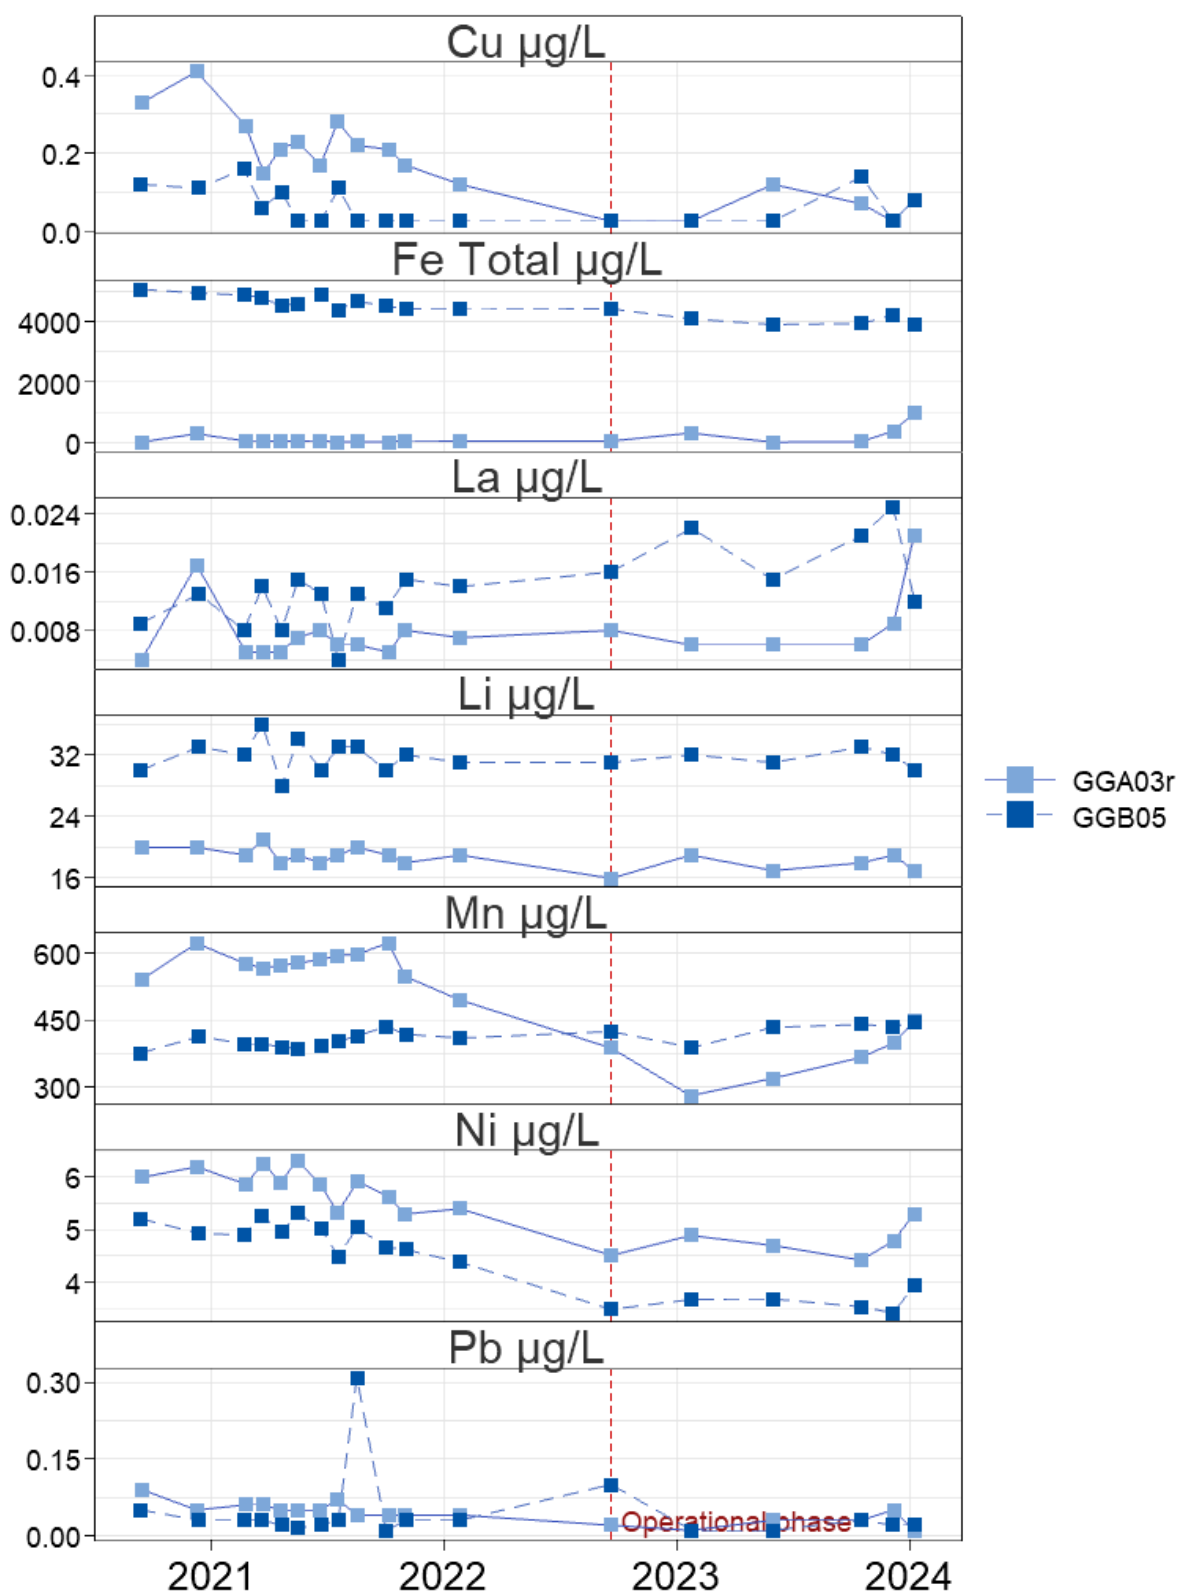 Cu µg/L
0.4
0.2
0.0
Fe Total µg/L
4000
2000
0
La µg/L
0.024
0.016
0.008
Li µg/L
32
24
16
GGA03r
GGB05
Mn µg/L
600
450
300
Ni µg/L
6
5
4
Pb µg/L
0.30
0.15
0.00
Operational phase
2021 2022 2023 2024